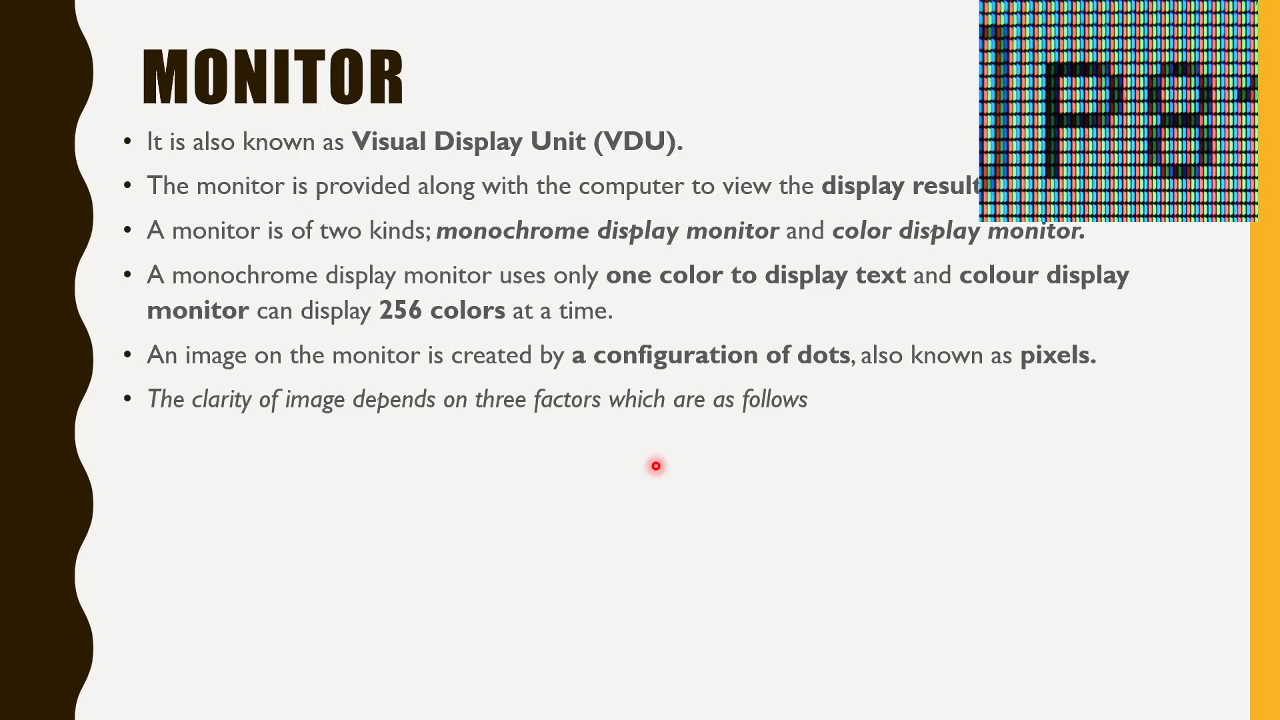 MONITOR
• It is also known as Visual Display Unit (VDU).
• The monitor is provided along with the computer to view the display result
• A monitor is of two kinds; monochrome display monitor and color display monitor.
• A monochrome display monitor uses only one color to display text and colour display
monitor can display 256 colors at a time.
• An image on the monitor is created by a configuration of dots, also known as pixels.
• The clarity of image depends on three factors which are as follows